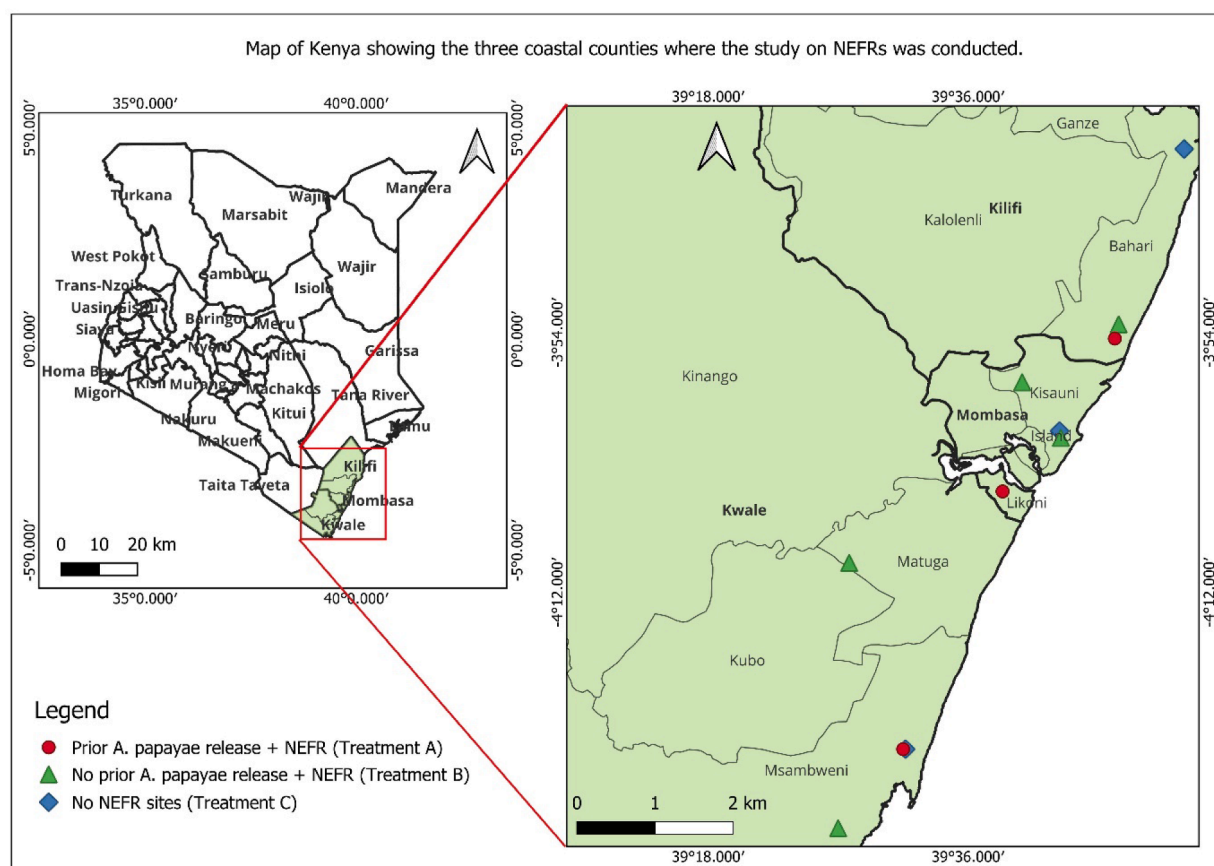 Map of Kenya showing the three coastal counties where the study on NEFRs was conducted.
35°0.000′ 40°0.000′
5°0.000′ 5°0.000′
0°0.000′ 0°0.000′
-5°0.000′ -5°0.000′
35°0.000′ 40°0.000′
Turkana
Marsabit
Wajir
Mandera
West Pokot
Samburu
Wajir
Trans-Nzoia
Isiolo
Uasin-Gishu
Baringo
Meru
Siaya
Nyeri
Nithi
Garissa
Homa Bay
Kisii
Murang'a
Machakos
Tana River
Migori
Kitui
Nakuru
Makueni
Kilifi
Taita Taveta
Mombasa
Kwale
0 10 20 km
39°18.000′ 39°36.000′
-3°54.000′ -3°54.000′
-4°12.000′ -4°12.000′
39°18.000′ 39°36.000′
Ganze
Kilifi
Kalolenli
Bahari
Kinango
Kisauni
Mombasa
Island
Likoni
Kwale
Matuga
Kubo
Msambweni
0 1 2 km
Legend
Prior A. papayae release + NEFR (Treatment A)
No prior A. papayae release + NEFR (Treatment B)
No NEFR sites (Treatment C)